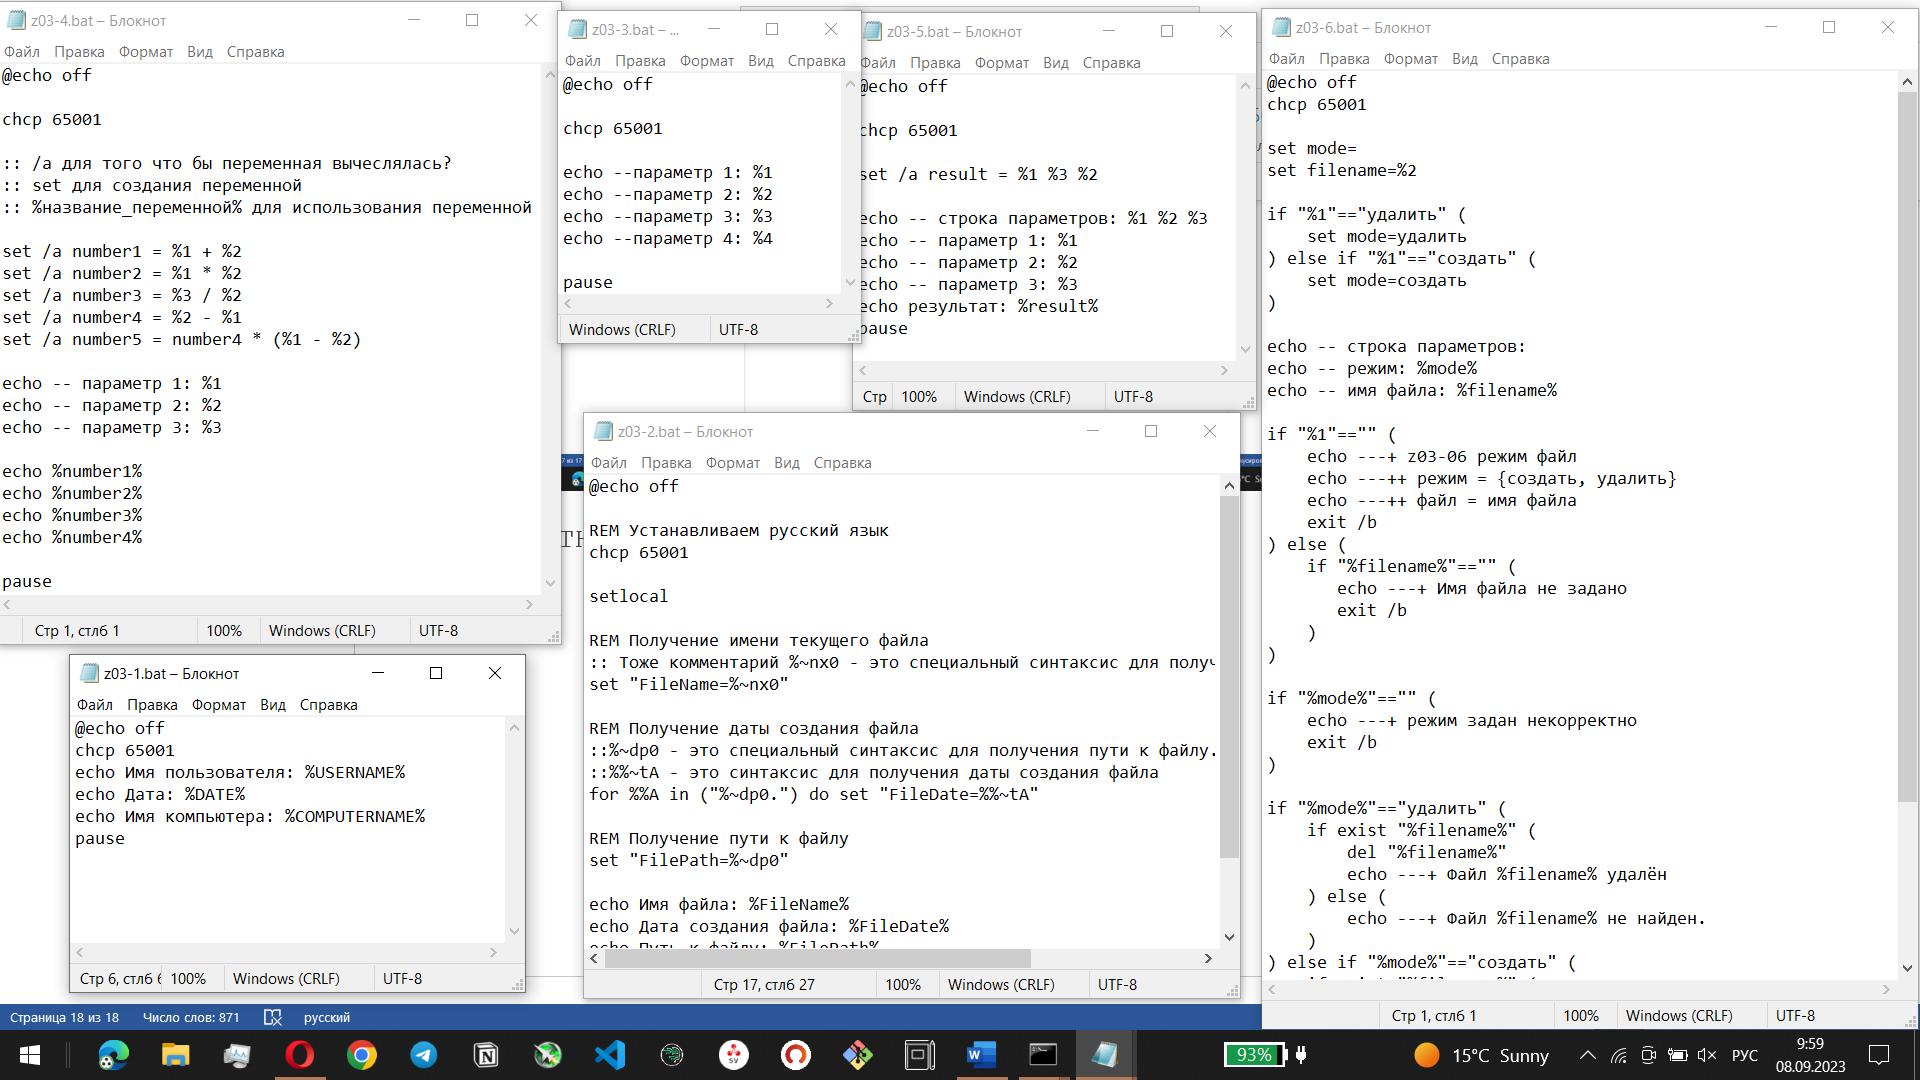 z03-4.bat – Блокнот
Файл Правка Формат Вид Справка
@echo off
chcp 65001
:: /a для того что бы переменная вычеслялась?
:: set для создания переменной
:: %название_переменной% для использования переменной
set /a number1 = %1 + %2
set /a number2 = %1 * %2
set /a number3 = %3 / %2
set /a number4 = %2 - %1
set /a number5 = number4 * (%1 - %2)
echo -- параметр 1: %1
echo -- параметр 2: %2
echo -- параметр 3: %3
echo %number1%
echo %number2%
echo %number3%
echo %number4%
pause
Стр 1, стлб 1 100% Windows (CRLF) UTF-8
z03-3.bat – ...
Файл Правка Формат Вид Справка
@echo off
chcp 65001
echo --параметр 1: %1
echo --параметр 2: %2
echo --параметр 3: %3
echo --параметр 4: %4
pause
Windows (CRLF) UTF-8
z03-5.bat – Блокнот
Файл Правка Формат Вид Справка
@echo off
chcp 65001
set /a result = %1 %3 %2
echo -- строка параметров: %1 %2 %3
echo -- параметр 1: %1
echo -- параметр 2: %2
echo -- параметр 3: %3
echo результат: %result%
pause
Стр 100% Windows (CRLF) UTF-8
z03-6.bat – Блокнот
Файл Правка Формат Вид Справка
@echo off
chcp 65001
set mode=
set filename=%2
if "%1"=="удалить" (
set mode=удалить
) else if "%1"=="создать" (
set mode=создать
)
echo -- строка параметров:
echo -- режим: %mode%
echo -- имя файла: %filename%
if "%1"=="" (
echo ---+ z03-06 режим файл
echo ---++ режим = {создать, удалить}
echo ---++ файл = имя файла
exit /b
) else (
if "%filename%"=="" (
echo ---+ Имя файла не задано
exit /b
)
)
if "%mode%"=="" (
echo ---+ режим задан некорректно
exit /b
)
if "%mode%"=="удалить" (
if exist "%filename%" (
del "%filename%"
echo ---+ Файл %filename% удалён
) else (
echo ---+ Файл %filename% не найден.
)
) else if "%mode%"=="создать" (
Стр 1, стлб 1 100% Windows (CRLF) UTF-8
z03-1.bat – Блокнот
Файл Правка Формат Вид Справка
@echo off
chcp 65001
echo Имя пользователя: %USERNAME%
echo Дата: %DATE%
echo Имя компьютера: %COMPUTERNAME%
pause
Стр 6, стлб 100% Windows (CRLF) UTF-8
z03-2.bat – Блокнот
Файл Правка Формат Вид Справка
@echo off
REM Устанавливаем русский язык
chcp 65001
setlocal
REM Получение имени текущего файла
:: Тоже комментарий %~nx0 - это специальный синтаксис для получ
set "FileName=%~nx0"
REM Получение даты создания файла
::%~dp0 - это специальный синтаксис для получения пути к файлу.
::%%~tA - это синтаксис для получения даты создания файла
for %%A in ("%~dp0.") do set "FileDate=%%~tA"
REM Получение пути к файлу
set "FilePath=%~dp0"
echo Имя файла: %FileName%
echo Дата создания файла: %FileDate%
echo Путь к файлу: %FilePath%
Стр 17, стлб 27 100% Windows (CRLF) UTF-8
Страница 18 из 18 Число слов: 871 русский
93% 15°C Sunny РУС 9:59
08.09.2023